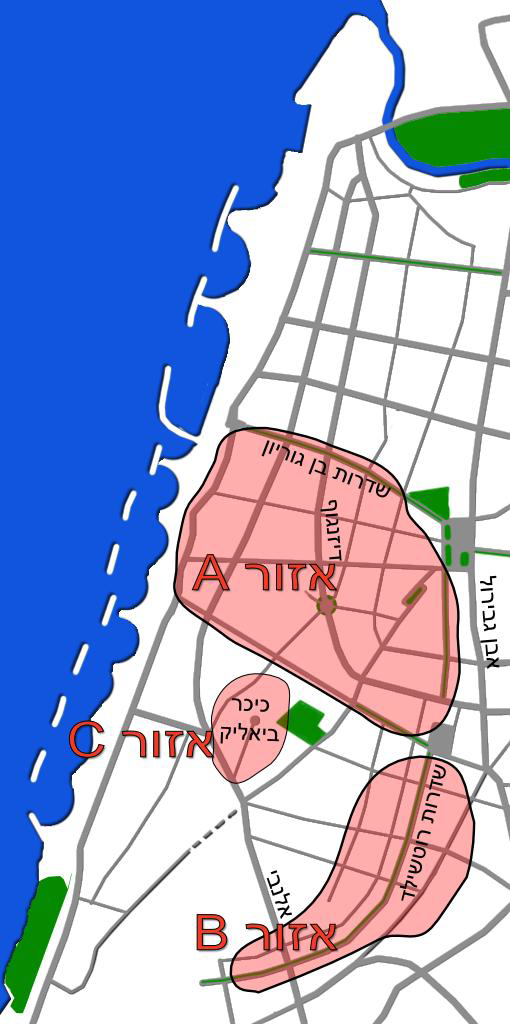 שדרות בן גוריון
דיזנגוף
אזור A
אבן גבירול
כיכר
ביאליק
אזור C
שדרות רוטשילד
אלנבי
אזור B